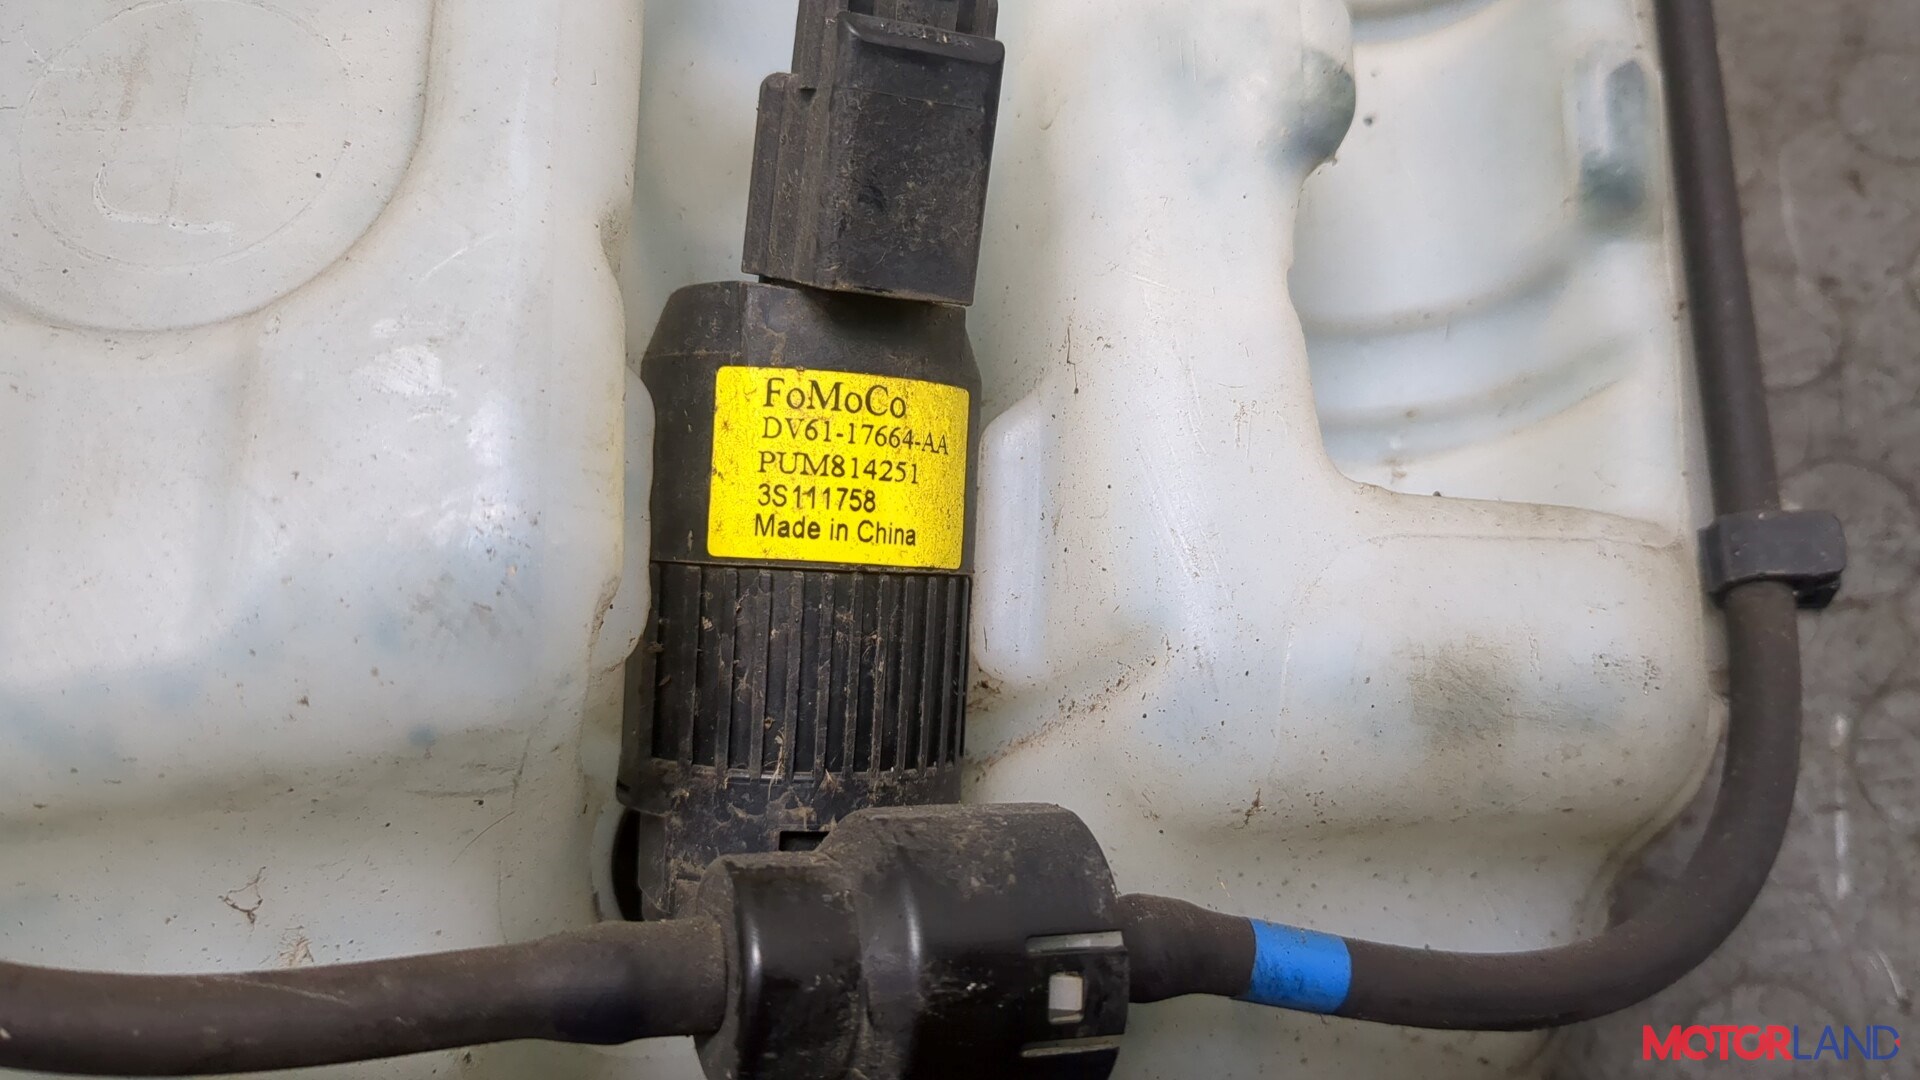 FoMoCo
DV61-17664-AA
PUM814251
3S111758
Made in China
MOTORLAND